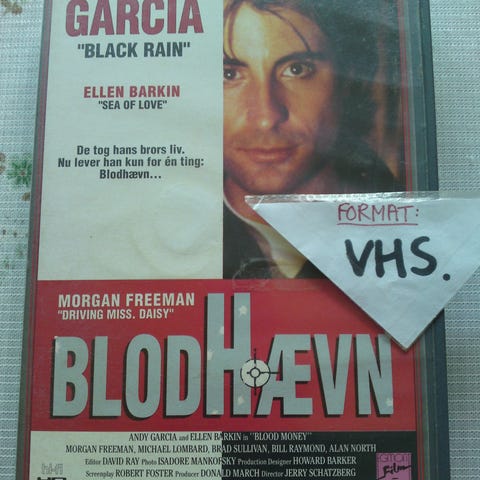 GARCIA
"BLACK RAIN"
ELLEN BARKIN
"SEA OF LOVE"
De tog hans brors liv.
Nu lever han kun for én ting:
Blodhævn...
FORMAT:
VHS.
MORGAN FREEMAN
"DRIVING MISS. DAISY"
BLODHÆVN
ANDY GARCIA and ELLEN BARKIN in "BLOOD MONEY"
MORGAN FREEMAN, MICHAEL LOMBARD, BRAD SULLIVAN, BILL RAYMOND, ALAN NORTH
Editor DAVID RAY Photo ISADORE MANKOFSKY Production Designer HOWARD BARKER
Screenplay ROBERT FOSTER Producer DONALD MARCH Director JERRY SCHATZBERG
hi-fi
Film